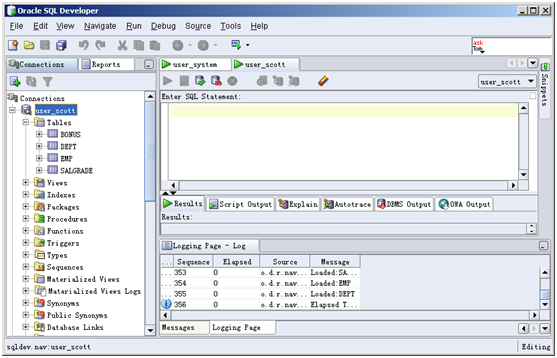 Oracle SQL Developer
File Edit View Navigate Run Debug Source Tools Help
ask
Tom
Connections Reports
Connections
user_scott
Tables
BONUS
DEPT
EMP
SALGRADE
Views
Indexes
Packages
Procedures
Functions
Triggers
Types
Sequences
Materialized Views
Materialized Views Logs
Synonyms
Public Synonyms
Database Links
user_system user_scott
user_scott
Enter SQL Statement:
Results Script Output Explain Autotrace DBMS Output OWA Output
Results:
Snippets
Logging Page - Log
... Sequence Elapsed Source Message
353 0 o.d.r.nav... Loaded:SA...
354 0 o.d.r.nav... Loaded:EMP
355 0 o.d.r.nav... Loaded:DEPT
356 0 o.d.r.nav... Elapsed T...
Messages Logging Page
sqldev.nav:user_scott Editing